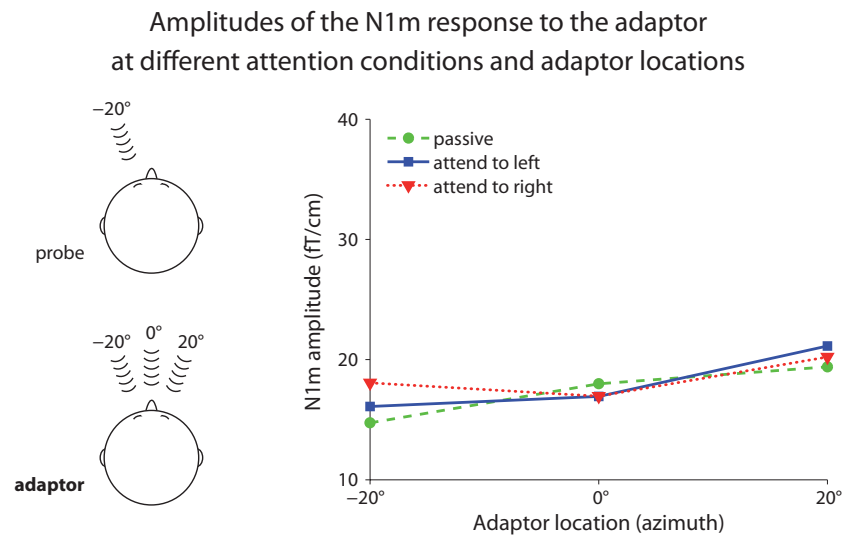 Amplitudes of the N1m response to the adaptor
at different attention conditions and adaptor locations
−20°
probe
−20° 0° 20°
adaptor
40
30
20
10
N1m amplitude (fT/cm)
passive
attend to left
attend to right
−20° 0° 20°
Adaptor location (azimuth)